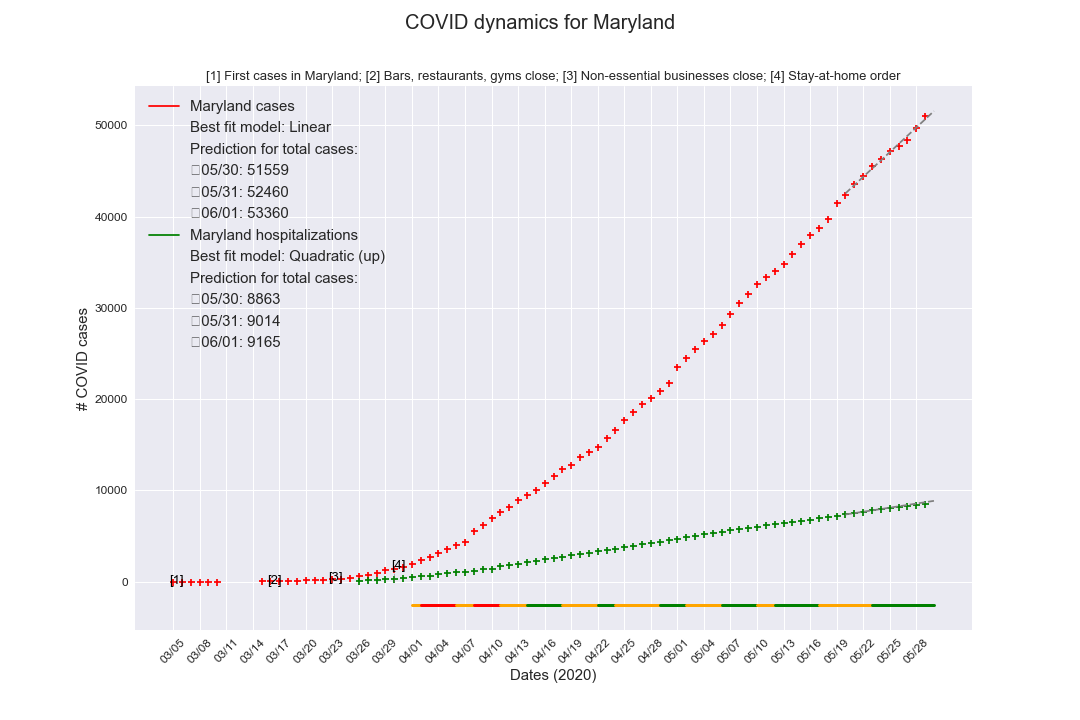 COVID dynamics for Maryland
[1] First cases in Maryland; [2] Bars, restaurants, gyms close; [3] Non-essential businesses close; [4] Stay-at-home order
Maryland cases
Best fit model: Linear
Prediction for total cases:
05/30: 51559
05/31: 52460
06/01: 53360
Maryland hospitalizations
Best fit model: Quadratic (up)
Prediction for total cases:
05/30: 8863
05/31: 9014
06/01: 9165
# COVID cases
50000
40000
30000
20000
10000
0
[1] [2] [3] [4]
03/05 03/08 03/11 03/14 03/17 03/20 03/23 03/26 03/29 04/01 04/04 04/07 04/10 04/13 04/16 04/19 04/22 04/25 04/28 05/01 05/04 05/07 05/10 05/13 05/16 05/19 05/22 05/25 05/28
Dates (2020)